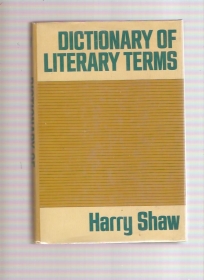 DICTIONARY OF
LITERARY TERMS
Harry Shaw